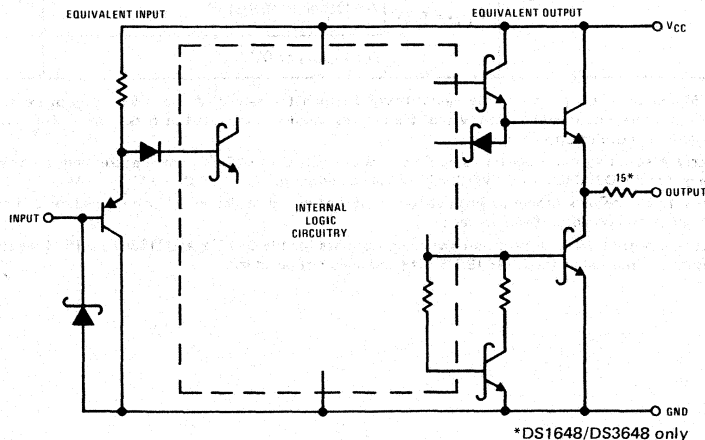 EQUIVALENT INPUT
EQUIVALENT OUTPUT
VCC
15*
OUTPUT
INPUT
INTERNAL
LOGIC
CIRCUITRY
GND
*DS1648/DS3648 only